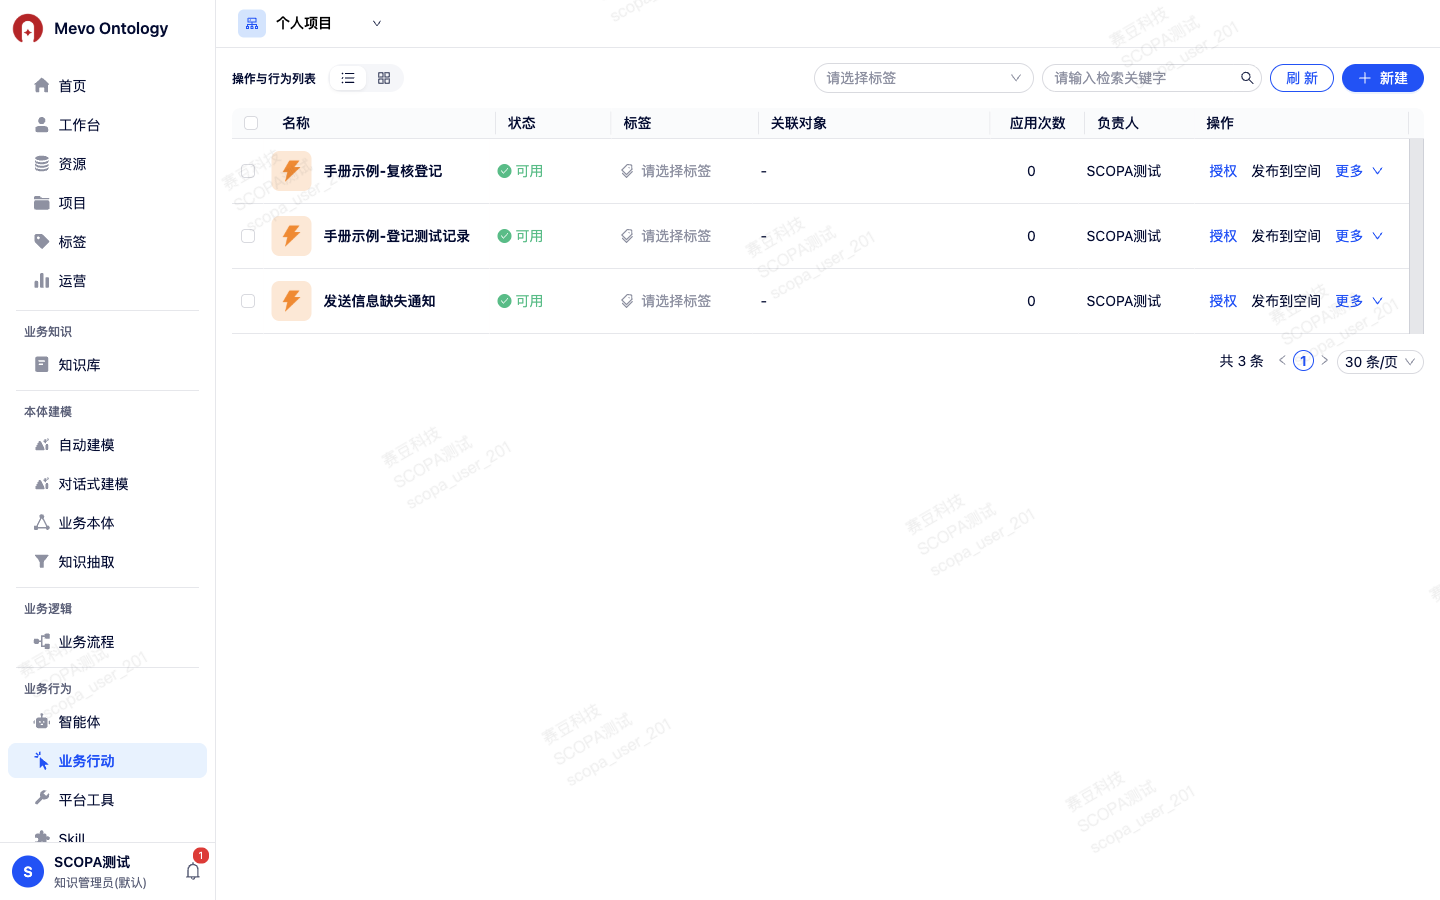 Mevo Ontology
个人项目
首页
工作台
资源
项目
标签
运营
业务知识
知识库
本体建模
自动建模
对话式建模
业务本体
知识抽取
业务逻辑
业务流程
业务行为
智能体
业务行动
平台工具
Skill
SCOPA测试
知识管理员(默认)
1
操作与行为列表
请选择标签
请输入检索关键字
刷 新
新建
名称 状态 标签 关联对象 应用次数 负责人 操作
手册示例-复核登记 可用 请选择标签 - 0 SCOPA测试 授权 发布到空间 更多
手册示例-登记测试记录 可用 请选择标签 - 0 SCOPA测试 授权 发布到空间 更多
发送信息缺失通知 可用 请选择标签 - 0 SCOPA测试 授权 发布到空间 更多
共 3 条 1 30 条/页
赛豆科技
SCOPA测试
scopa_user_201